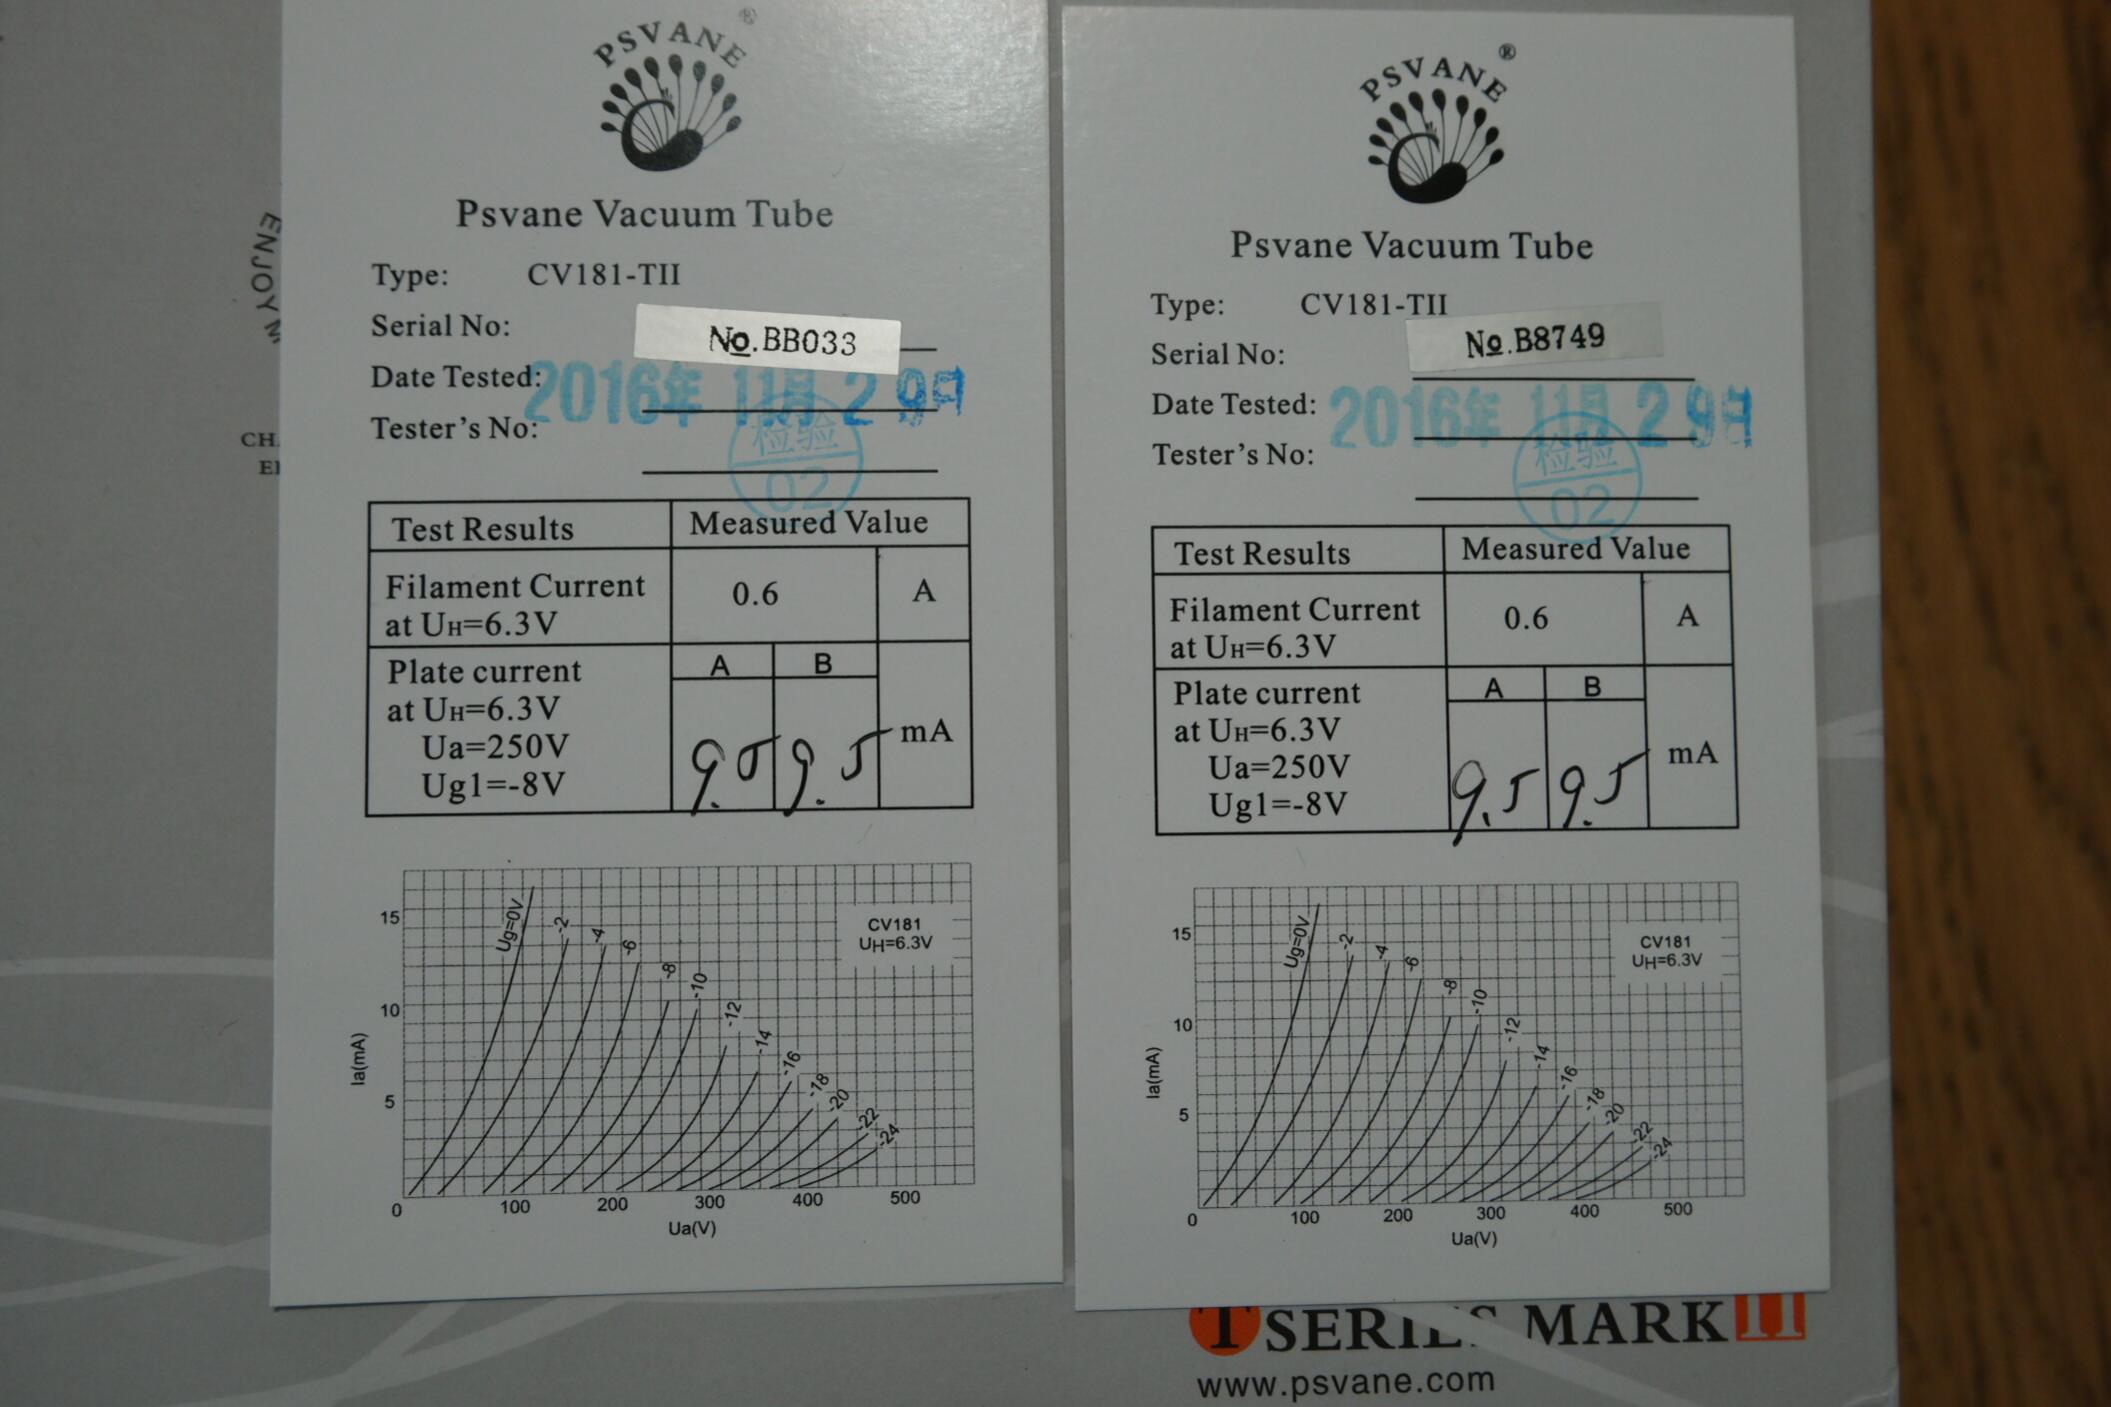 PSVANE ®
Psvane Vacuum Tube
Type: CV181-TII
Serial No: No.BB033
Date Tested: 2016年 11月 29日
Tester's No: 检验 02
Test Results Measured Value
Filament Current at UH=6.3V 0.6 A
Plate current at UH=6.3V A B mA
Ua=250V
Ug1=-8V 9.5 9.5
CV181
UH=6.3V
Ug=0V -2 -4 -6 -8 -10 -12 -14 -16 -18 -20 -22 -24
15
10
5
Ia(mA)
0 100 200 300 400 500
Ua(V)
PSVANE ®
Psvane Vacuum Tube
Type: CV181-TII
Serial No: No.B8749
Date Tested: 2016年 11月 29日
Tester's No: 检验 02
Test Results Measured Value
Filament Current at UH=6.3V 0.6 A
Plate current at UH=6.3V A B mA
Ua=250V
Ug1=-8V 9.5 9.5
CV181
UH=6.3V
Ug=0V -2 -4 -6 -8 -10 -12 -14 -16 -18 -20 -22 -24
15
10
5
Ia(mA)
0 100 200 300 400 500
Ua(V)
ENJOY
T SERIES MARK II
www.psvane.com